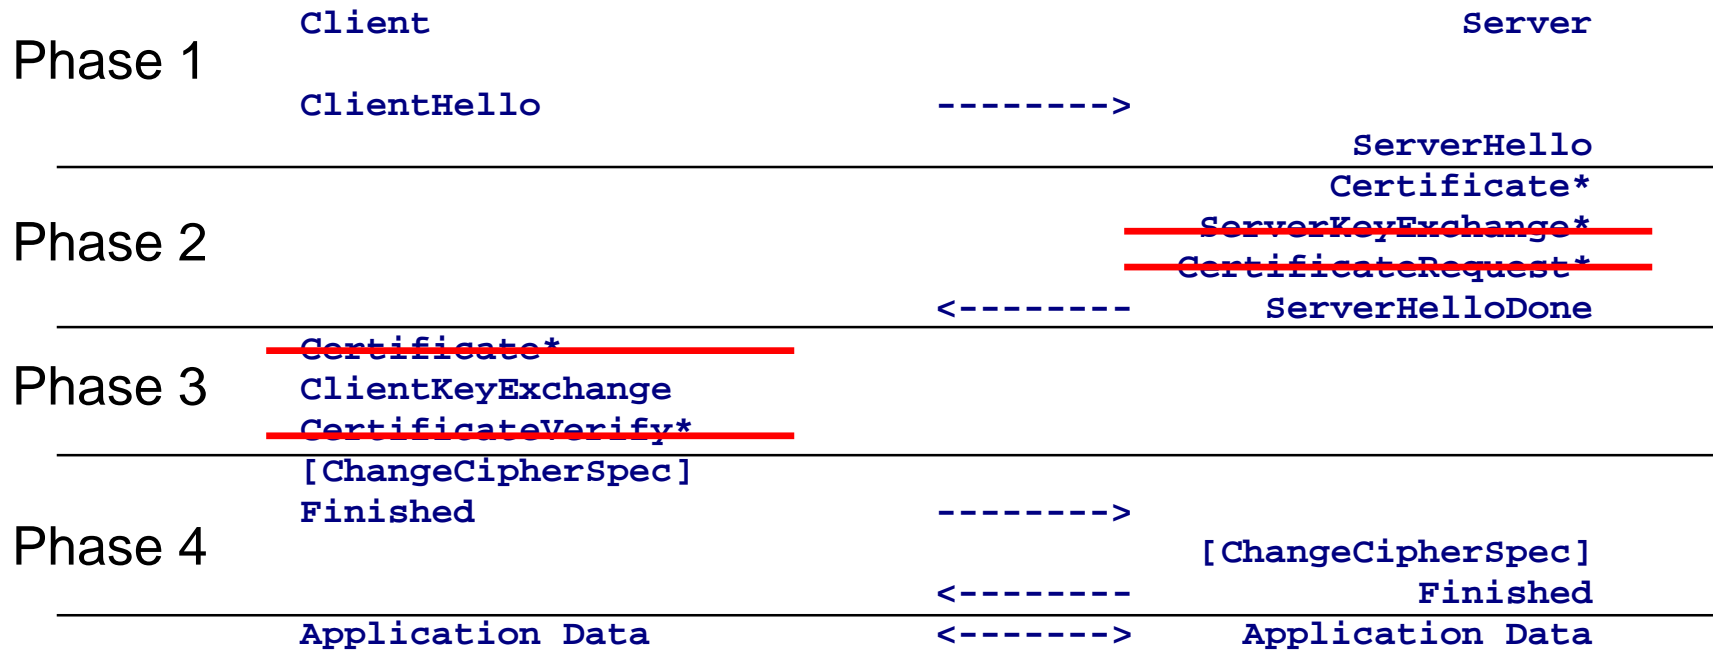 Client Server
Phase 1
ClientHello -------->
ServerHello
Certificate*
Phase 2
ServerKeyExchange*
CertificateRequest*
<-------- ServerHelloDone
Certificate*
Phase 3
ClientKeyExchange
CertificateVerify*
[ChangeCipherSpec]
Finished -------->
Phase 4
[ChangeCipherSpec]
<-------- Finished
Application Data <-------> Application Data